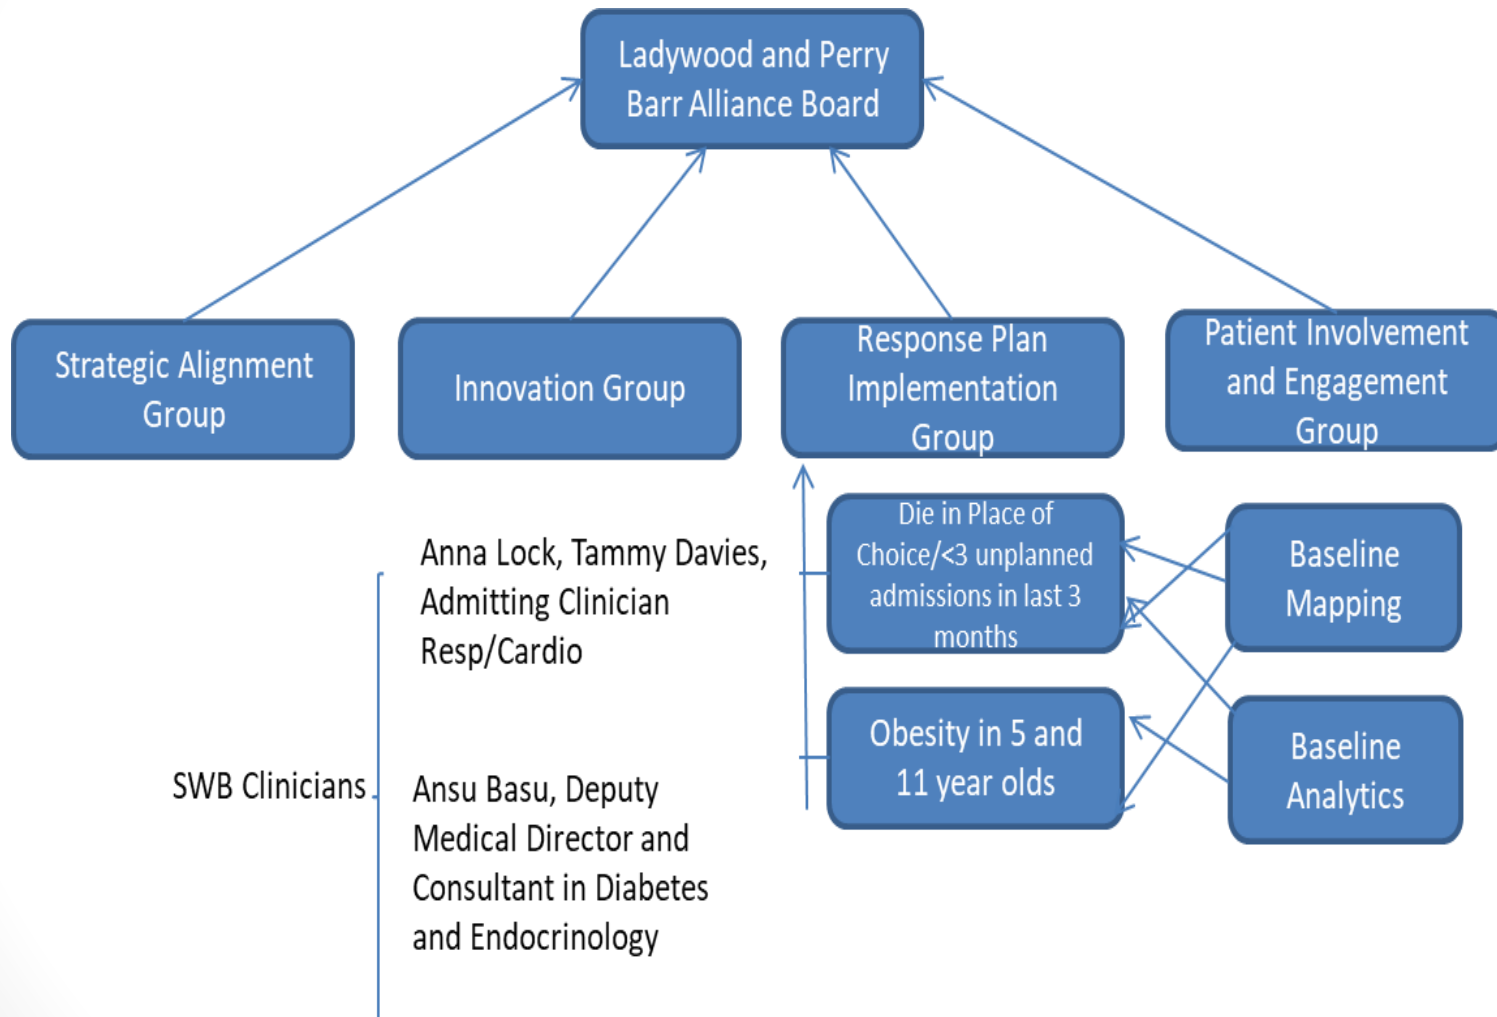 Ladywood and Perry
Barr Alliance Board
Strategic Alignment
Group
Innovation Group
Response Plan
Implementation
Group
Patient Involvement
and Engagement
Group
Anna Lock, Tammy Davies,
Admitting Clinician
Resp/Cardio
Die in Place of
Choice/<3 unplanned
admissions in last 3
months
Baseline
Mapping
SWB Clinicians
Ansu Basu, Deputy
Medical Director and
Consultant in Diabetes
and Endocrinology
Obesity in 5 and
11 year olds
Baseline
Analytics